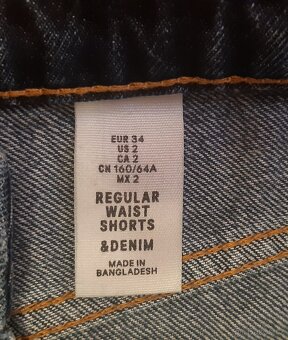 EUR 34
US 2
CA 2
CN 160/64A
MX 2
REGULAR
WAIST
SHORTS
&DENIM
MADE IN
BANGLADESH